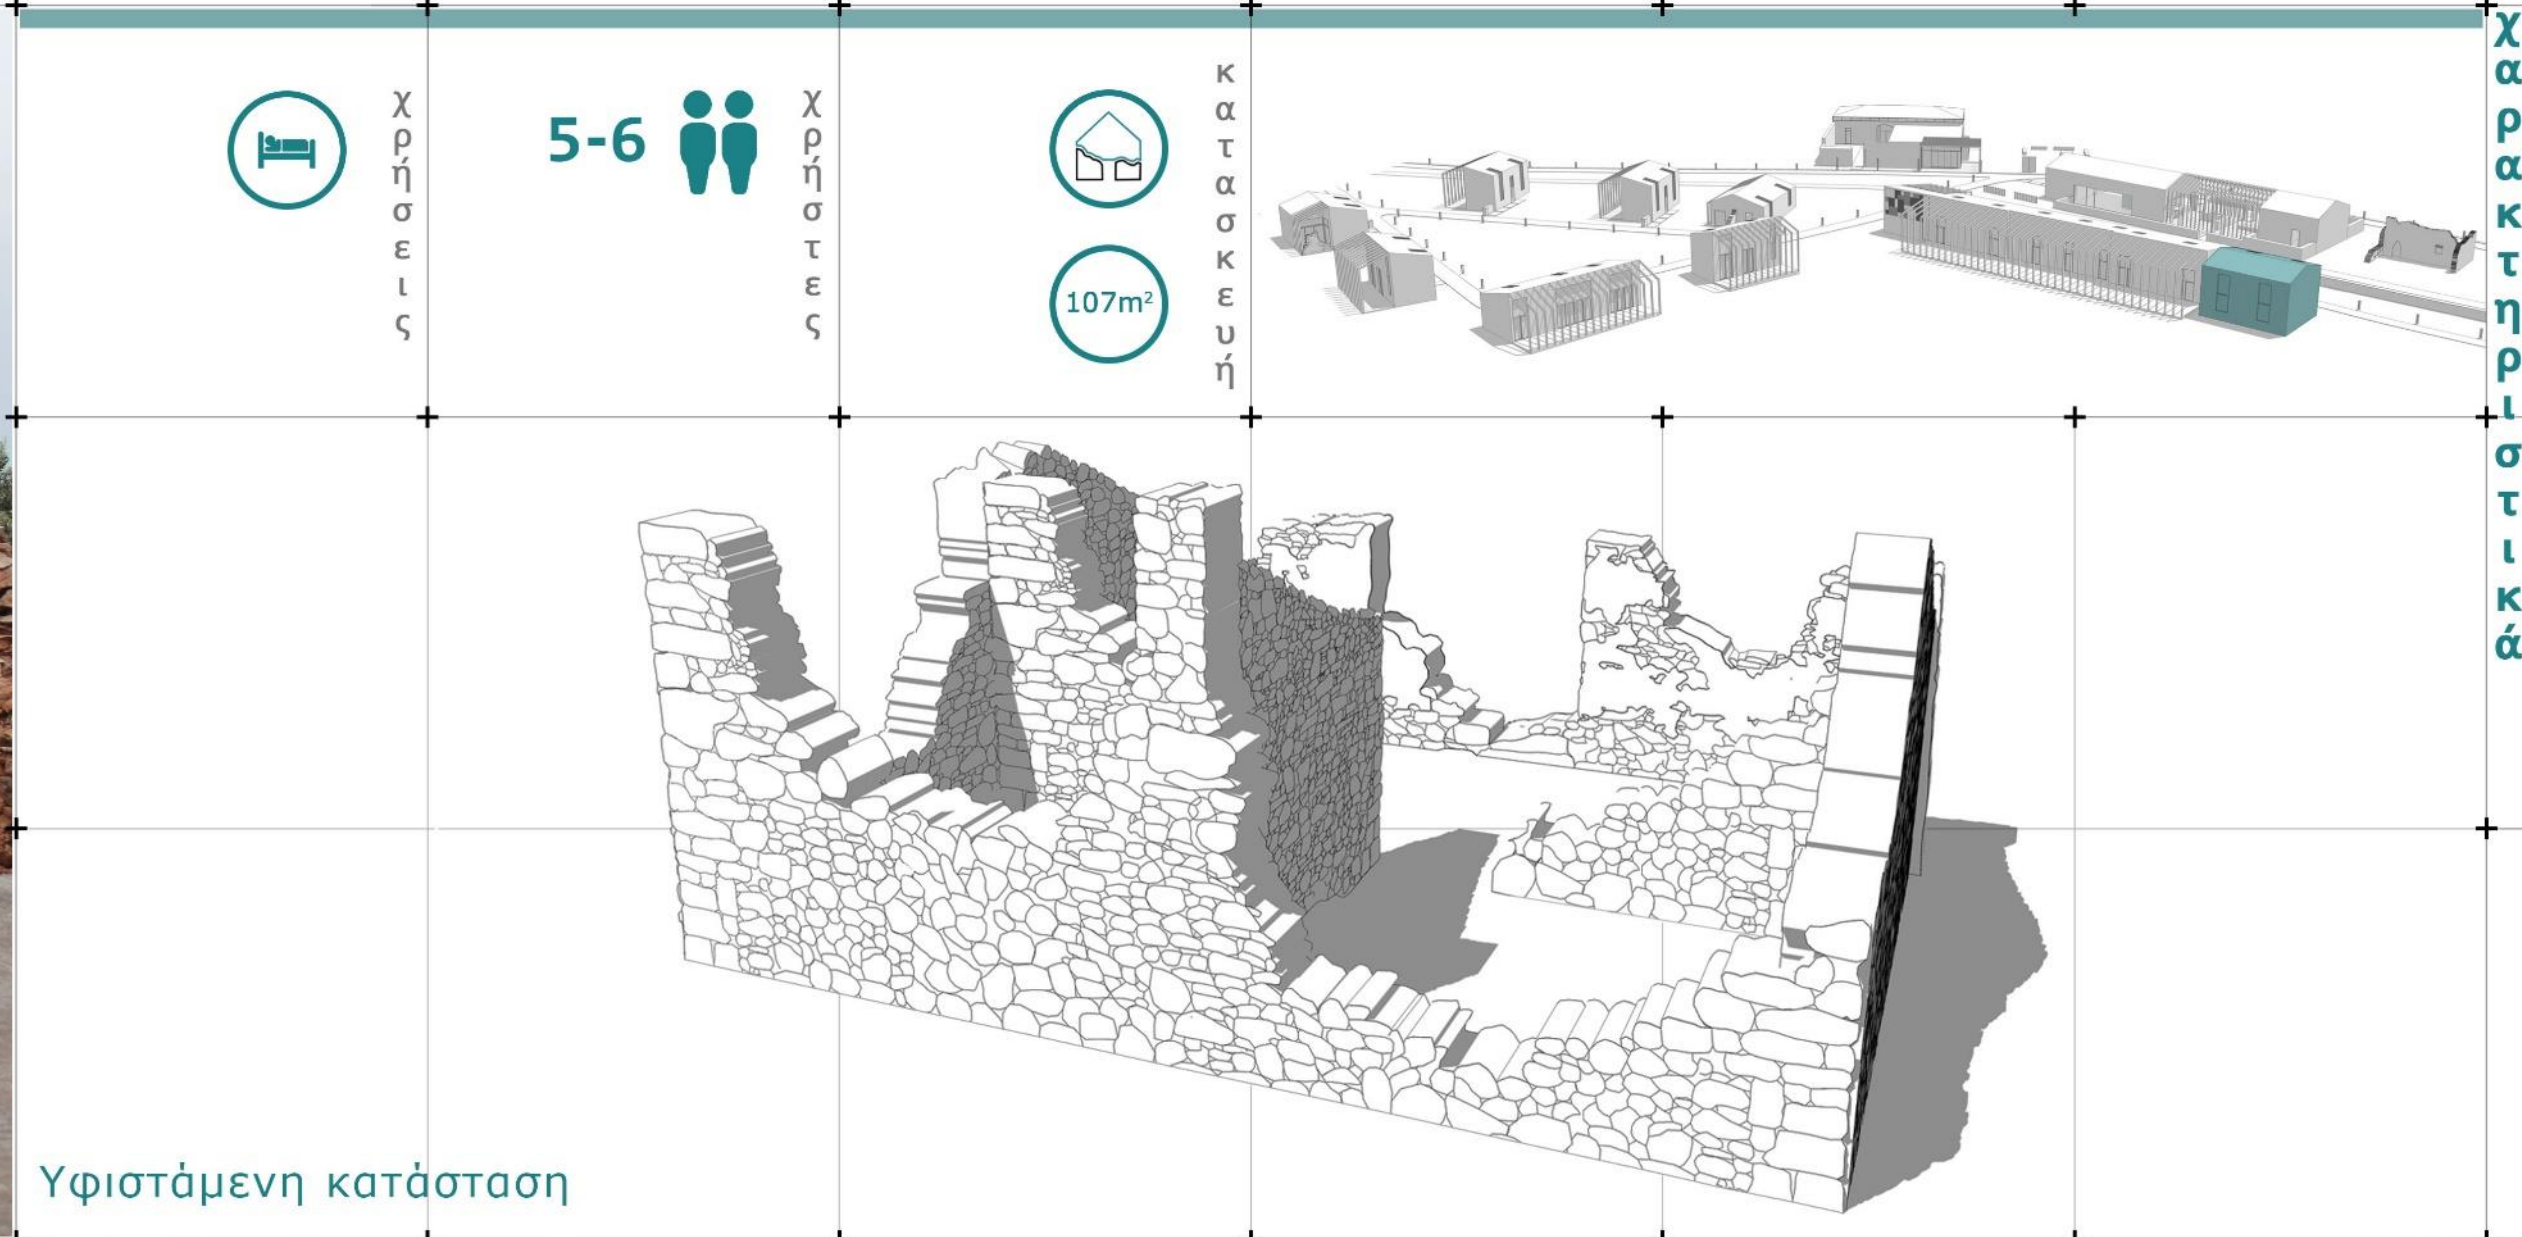 χρήσεις
5-6
χρήστες
κατασκευή
107m²
χαρακτηριστικά
Υφιστάμενη κατάσταση